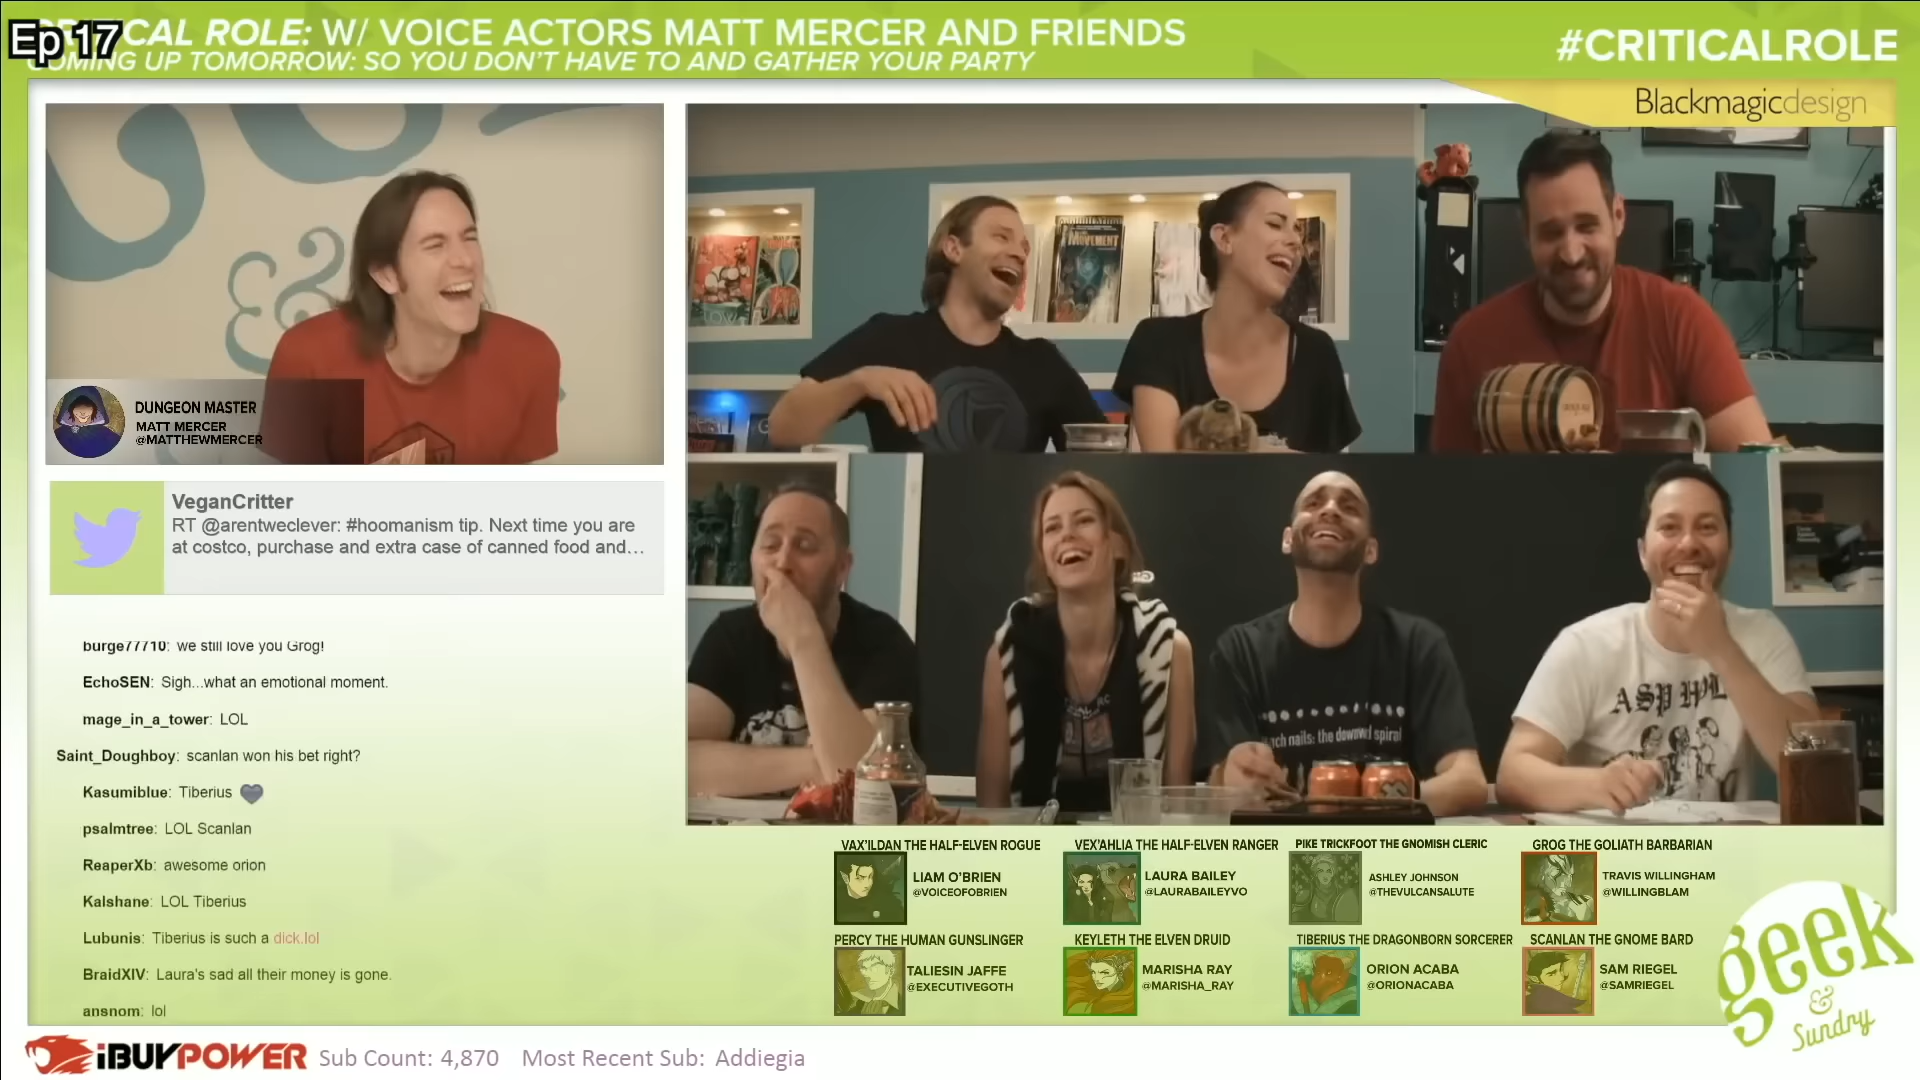 Ep 17
CAL ROLE: W/ VOICE ACTORS MATT MERCER AND FRIENDS
COMING UP TOMORROW: SO YOU DON'T HAVE TO AND GATHER YOUR PARTY
#CRITICALROLE
Blackmagicdesign
MOVEMENT
LOW
DUNGEON MASTER
MATT MERCER
@MATTHEWMERCER
VeganCritter
RT @arentweclever: #hoomanism tip. Next time you are
at costco, purchase and extra case of canned food and…
burge77710: we still love you Grog!
EchoSEN: Sigh...what an emotional moment.
mage_in_a_tower: LOL
Saint_Doughboy: scanlan won his bet right?
Kasumiblue: Tiberius
psalmtree: LOL Scanlan
ReaperXb: awesome orion
Kalshane: LOL Tiberius
Lubunis: Tiberius is such a dick.lol
BraidXIV: Laura's sad all their money is gone.
ansnom: lol
nch nails: the downward spiral
VAX'ILDAN THE HALF-ELVEN ROGUE
LIAM O'BRIEN
@VOICEOFOBRIEN
VEX'AHLIA THE HALF-ELVEN RANGER
LAURA BAILEY
@LAURABAILEYVO
PIKE TRICKFOOT THE GNOMISH CLERIC
ASHLEY JOHNSON
@THEVULCANSALUTE
GROG THE GOLIATH BARBARIAN
TRAVIS WILLINGHAM
@WILLINGBLAM
PERCY THE HUMAN GUNSLINGER
TALIESIN JAFFE
@EXECUTIVEGOTH
KEYLETH THE ELVEN DRUID
MARISHA RAY
@MARISHA_RAY
TIBERIUS THE DRAGONBORN SORCERER
ORION ACABA
@ORIONACABA
SCANLAN THE GNOME BARD
SAM RIEGEL
@SAMRIEGEL
geek
&
Sundry
iBUYPOWER
Sub Count: 4,870 Most Recent Sub: Addiegia